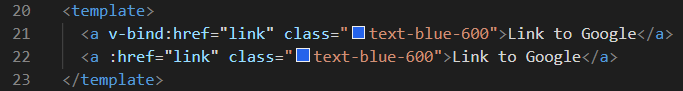 20 <template>
21 <a v-bind:href="link" class="text-blue-600">Link to Google</a>
22 <a :href="link" class="text-blue-600">Link to Google</a>
23 </template>